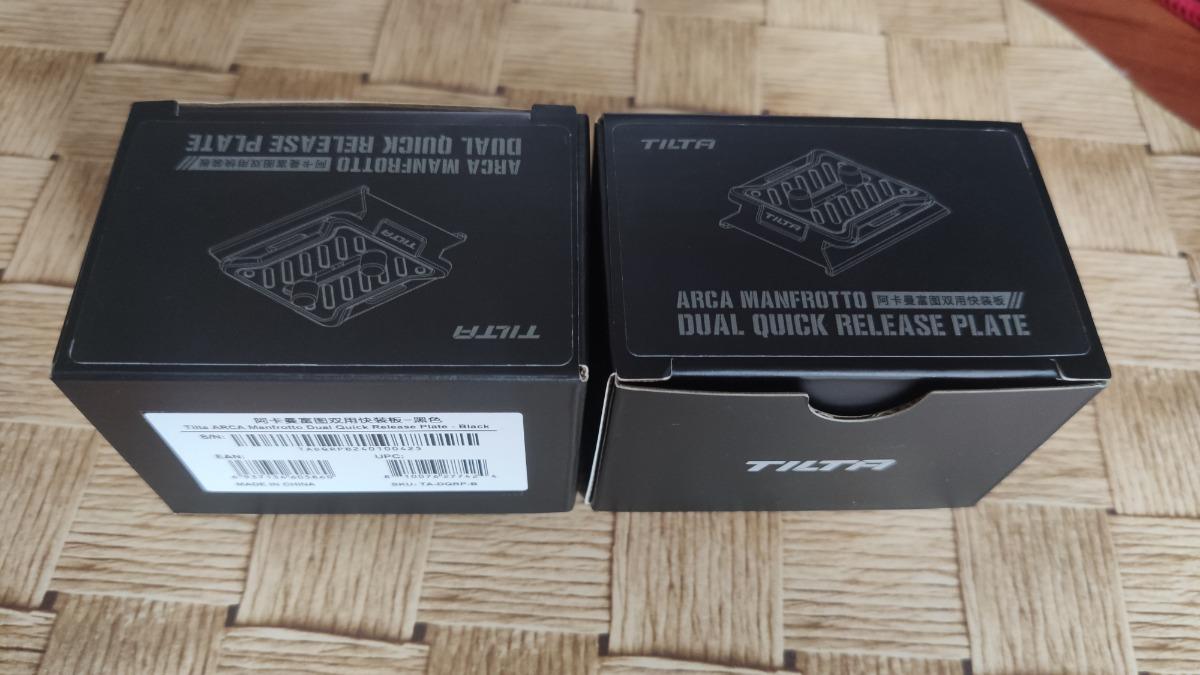 ARCA MANFROTTO 阿卡曼富图双用快装板
DUAL QUICK RELEASE PLATE
TILTA
TILTA
阿卡曼富图双用快装板-黑色
Tilta ARCA Manfrotto Dual Quick Release Plate - Black
S/N:
EAN:
UPC:
MADE IN CHINA
SKU: TA-DQRP-B
TILTA
TILTA
ARCA MANFROTTO 阿卡曼富图双用快装板
DUAL QUICK RELEASE PLATE
TILTA